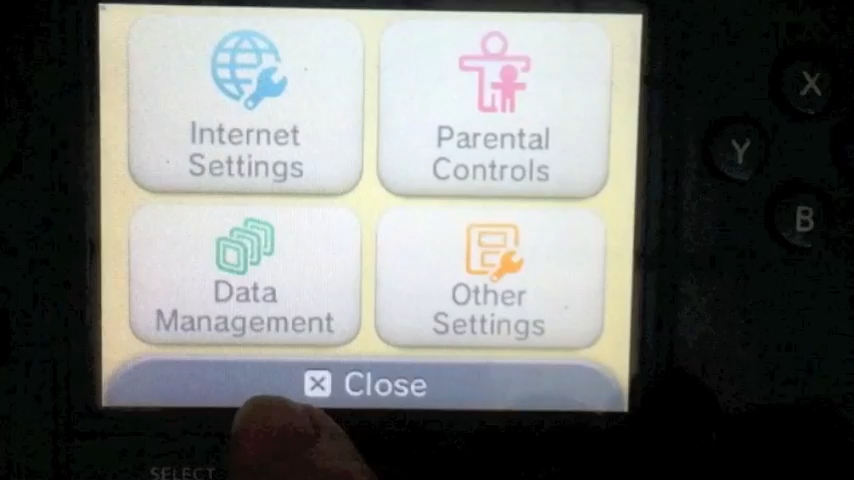 Internet
Settings
Parental
Controls
Data
Management
Other
Settings
X Close
X
Y
B
SELECT